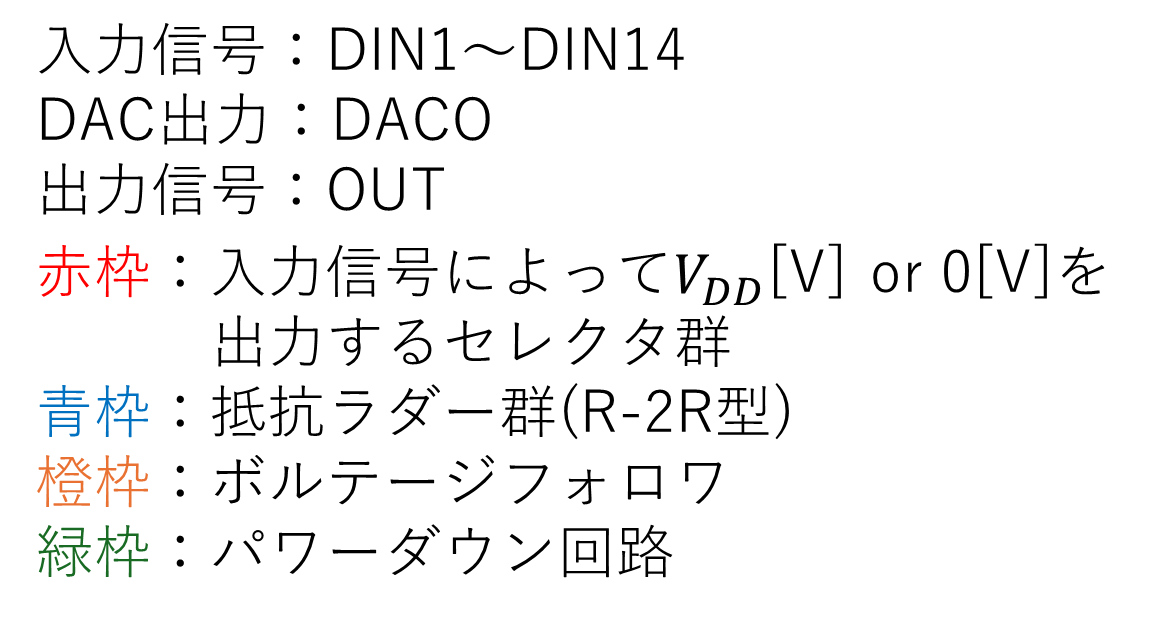 入力信号：DIN1～DIN14
DAC出力：DACO
出力信号：OUT
赤枠：入力信号によってV_DD[V] or 0[V]を
出力するセレクタ群
青枠：抵抗ラダー群(R-2R型)
橙枠：ボルテージフォロワ
緑枠：パワーダウン回路